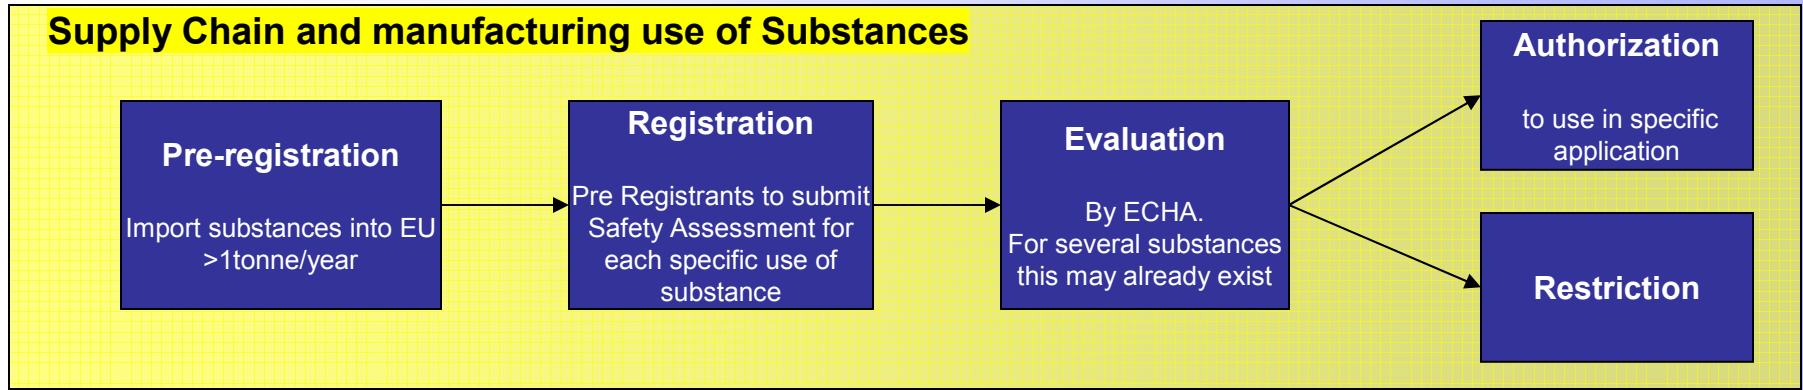 Supply Chain and manufacturing use of Substances
Pre-registration
Import substances into EU
>1tonne/year
Registration
Pre Registrants to submit
Safety Assessment for
each specific use of
substance
Evaluation
By ECHA.
For several substances
this may already exist
Authorization
to use in specific
application
Restriction